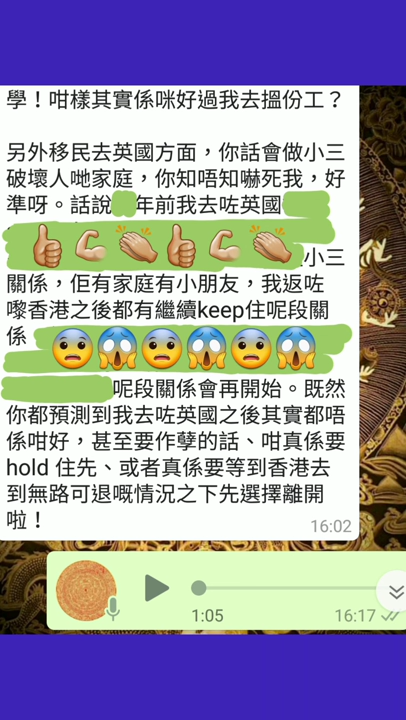 學！咁樣其實係咪好過我去搵份工？
另外移民去英國方面，你話會做小三
破壞人哋家庭，你知唔知嚇死我，好
準呀。話說 年前我去咗英國
小三
關係，佢有家庭有小朋友，我返咗
嚟香港之後都有繼續keep住呢段關
係
呢段關係會再開始。既然
你都預測到我去咗英國之後其實都唔
係咁好，甚至要作孽的話、咁真係要
hold 住先、或者真係要等到香港去
到無路可退嘅情況之下先選擇離開
啦！
16:02
1:05
16:17